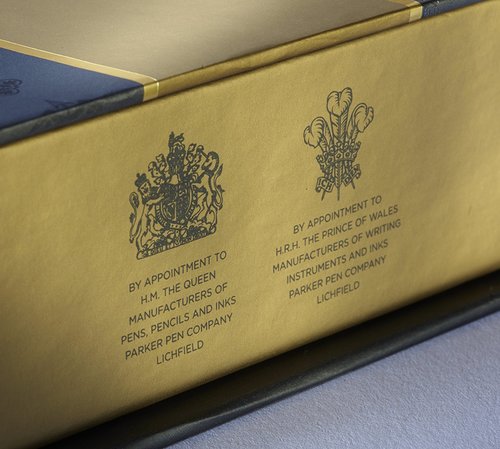 BY APPOINTMENT TO
H.M. THE QUEEN
MANUFACTURERS OF
PENS, PENCILS AND INKS
PARKER PEN COMPANY
LICHFIELD
BY APPOINTMENT TO
H.R.H. THE PRINCE OF WALES
MANUFACTURERS OF WRITING
INSTRUMENTS AND INKS
PARKER PEN COMPANY
LICHFIELD